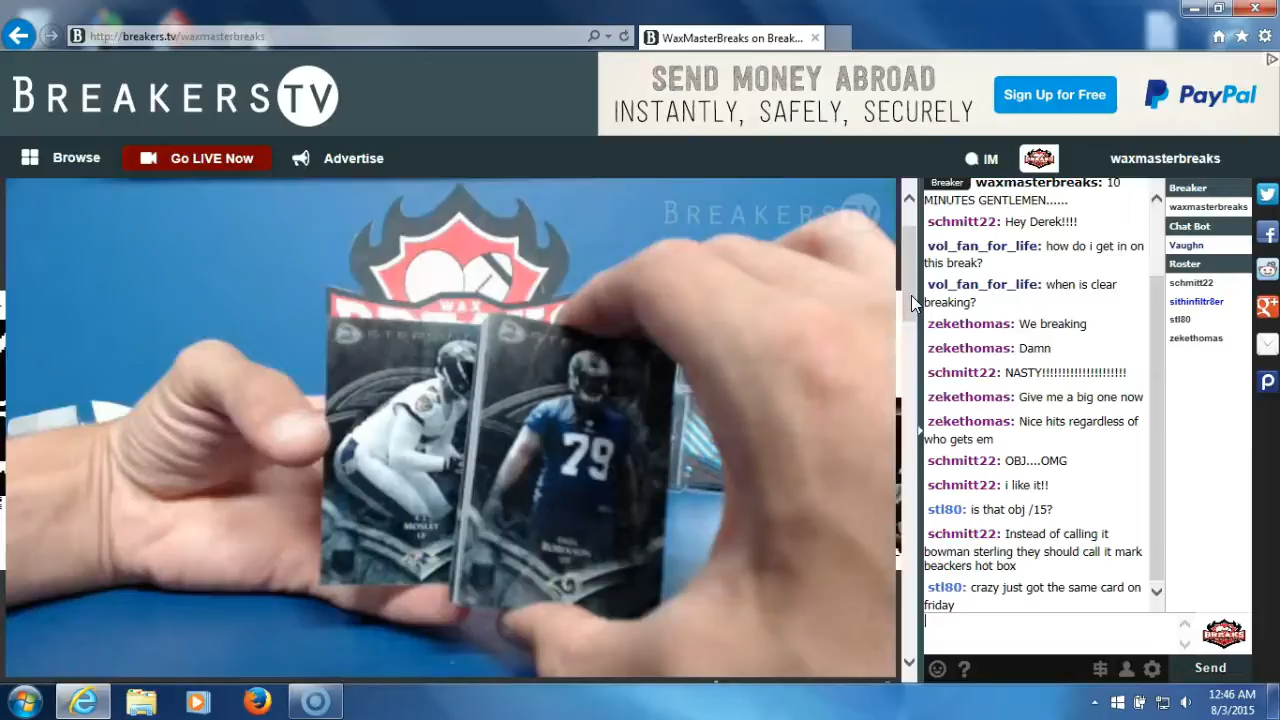 http://breakers.tv/waxmasterbreaks
WaxMasterBreaks on Break...
BREAKERS TV
SEND MONEY ABROAD
INSTANTLY, SAFELY, SECURELY
Sign Up for Free
PayPal
Browse
Go LIVE Now
Advertise
IM
waxmasterbreaks
BREAKERS
WAX
MOSLEY
79
ROBINSON
Breaker waxmasterbreaks: 10
MINUTES GENTLEMEN......
schmitt22: Hey Derek!!!!
vol_fan_for_life: how do i get in on
this break?
vol_fan_for_life: when is clear
breaking?
zekethomas: We breaking
zekethomas: Damn
schmitt22: NASTY!!!!!!!!!!!!!!!!!!!!!
zekethomas: Give me a big one now
zekethomas: Nice hits regardless of
who gets em
schmitt22: OBJ....OMG
schmitt22: i like it!!
stl80: is that obj /15?
schmitt22: Instead of calling it
bowman sterling they should call it mark
beackers hot box
stl80: crazy just got the same card on
friday
Send
Breaker
waxmasterbreaks
Chat Bot
Vaughn
Roster
schmitt22
sithinfiltr8er
stl80
zekethomas
BREAKS
12:46 AM
8/3/2015